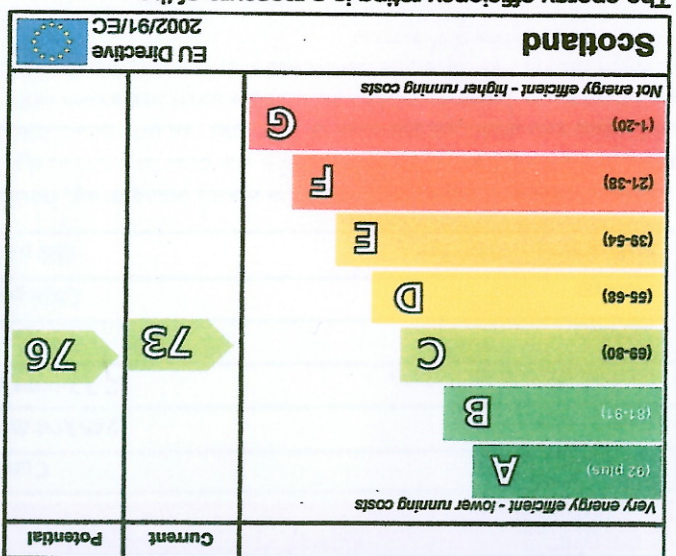 Current Potential
Very energy efficient - lower running costs
(92 plus) A
(81-91) B
(69-80) C 73 76
(55-68) D
(39-54) E
(21-38) F
(1-20) G
Not energy efficient - higher running costs
Scotland EU Directive
2002/91/EC
The energy efficiency rating is a measure of the